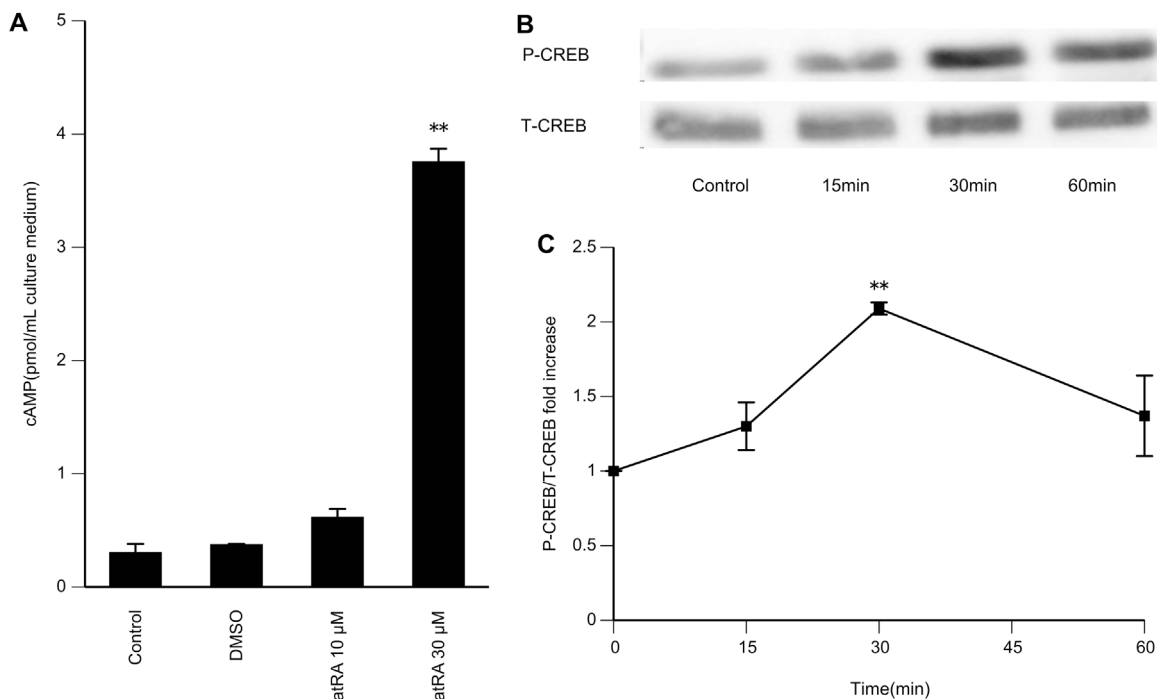 A
5
4
3
2
1
0
cAMP(pmol/mL culture medium)
**
Control
DMSO
atRA 10 µM
atRA 30 µM
B
P-CREB
T-CREB
Control 15min 30min 60min
C
2.5
2
1.5
1
0.5
0
P-CREB/T-CREB fold increase
**
0 15 30 45 60
Time(min)